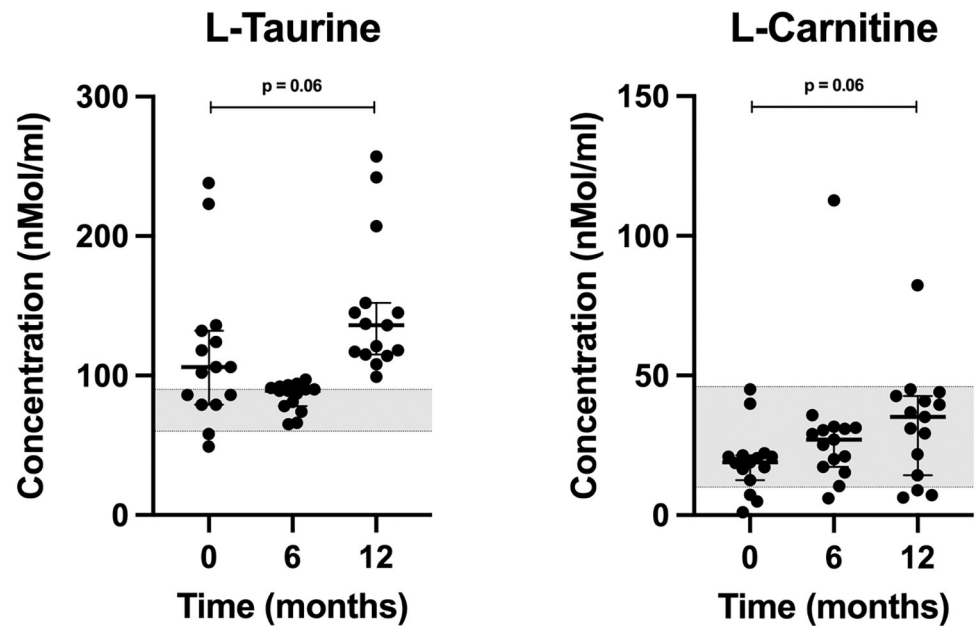 L-Taurine
p = 0.06
Concentration (nMol/ml)
300
200
100
0
0 6 12
Time (months)
L-Carnitine
p = 0.06
Concentration (nMol/ml)
150
100
50
0
0 6 12
Time (months)